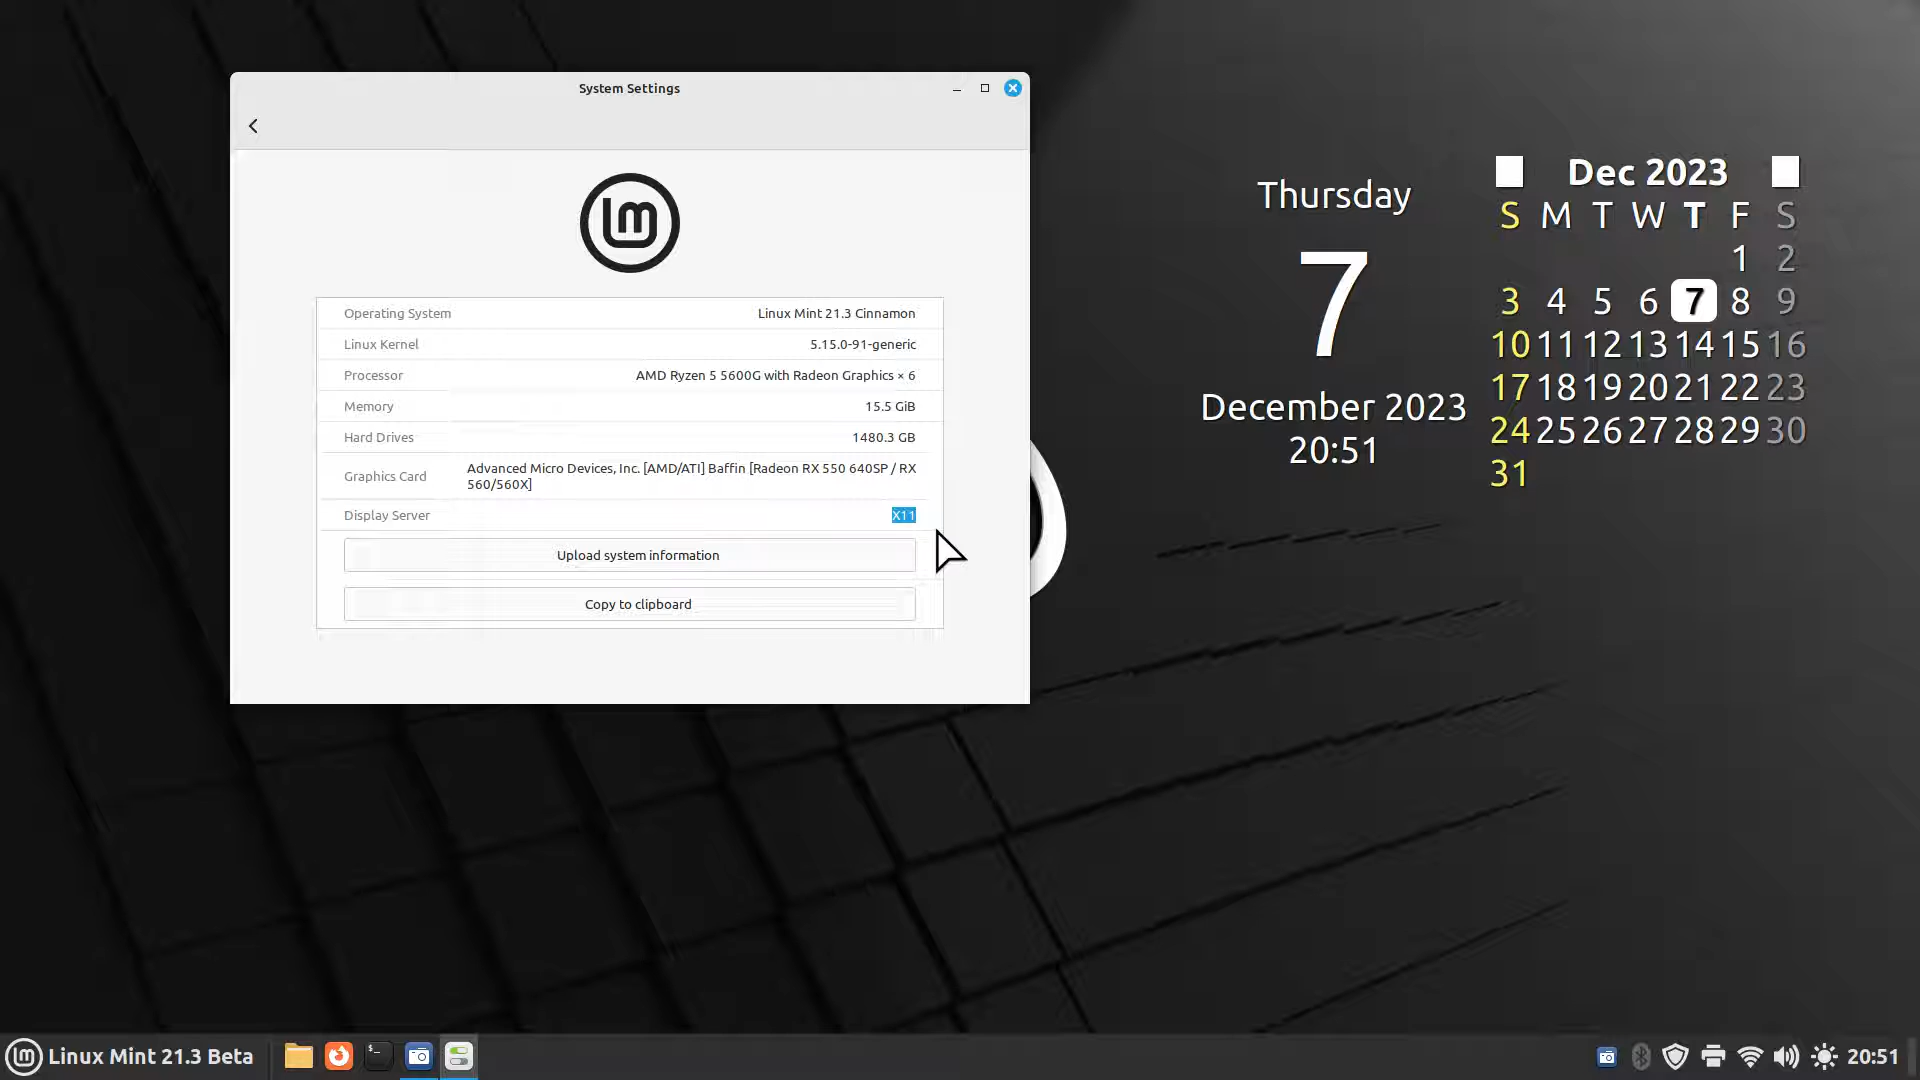 System Settings
Operating System Linux Mint 21.3 Cinnamon
Linux Kernel 5.15.0-91-generic
Processor AMD Ryzen 5 5600G with Radeon Graphics × 6
Memory 15.5 GiB
Hard Drives 1480.3 GB
Graphics Card Advanced Micro Devices, Inc. [AMD/ATI] Baffin [Radeon RX 550 640SP / RX
560/560X]
Display Server X11
Upload system information
Copy to clipboard
Thursday
7
December 2023
20:51
Dec 2023
S M T W T F S
1 2
3 4 5 6 7 8 9
10 11 12 13 14 15 16
17 18 19 20 21 22 23
24 25 26 27 28 29 30
31
Linux Mint 21.3 Beta
20:51